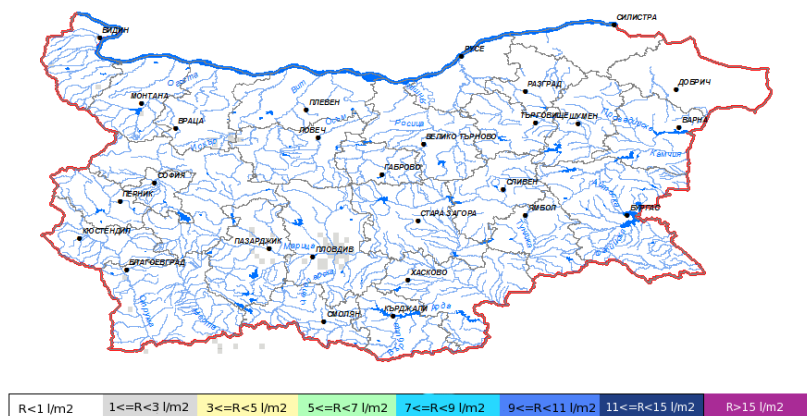 СИЛИСТРА
ВИДИН
РУСЕ
ДОБРИЧ
РАЗГРАД
МОНТАНА
ПЛЕВЕН
ВРАЦА
ТЪРГОВИЩЕ ШУМЕН
ВАРНА
ЛОВЕЧ
ВЕЛИКО ТЪРНОВО
Камчия
ГАБРОВО
СОФИЯ
СЛИВЕН
ПЕРНИК
СТАРА ЗАГОРА
ЯМБОЛ
БУРГАС
КЮСТЕНДИЛ
ПАЗАРДЖИК
Марица
ПЛОВДИВ
БЛАГОЕВГРАД
ХАСКОВО
СМОЛЯН
КЪРДЖАЛИ
R<1 l/m2
1<=R<3 l/m2
3<=R<5 l/m2
5<=R<7 l/m2
7<=R<9 l/m2
9<=R<11 l/m2
11<=R<15 l/m2
R>15 l/m2